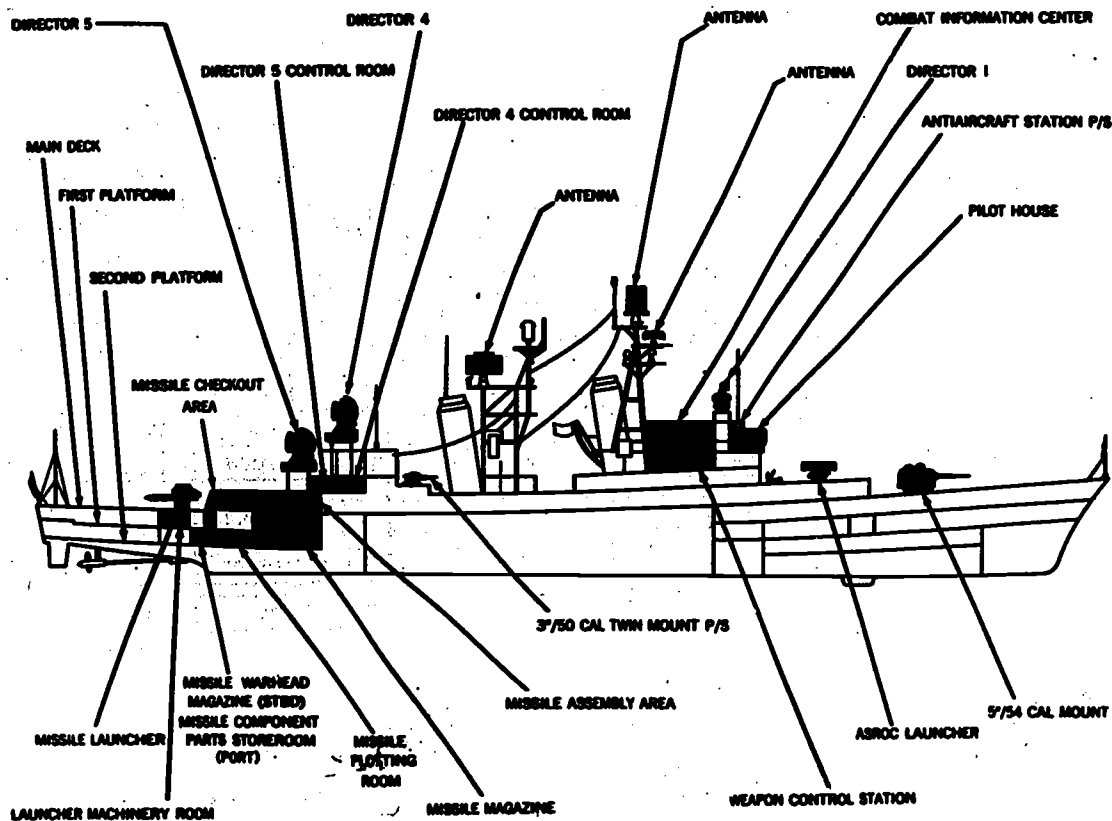 DIRECTOR 5
DIRECTOR 4
ANTENNA
COMBAT INFORMATION CENTER
DIRECTOR 5 CONTROL ROOM
ANTENNA
DIRECTOR I
DIRECTOR 4 CONTROL ROOM
ANTIAIRCRAFT STATION P/S
MAIN DECK
FIRST PLATFORM
ANTENNA
PILOT HOUSE
SECOND PLATFORM
MISSILE CHECKOUT
AREA
3"/50 CAL TWIN MOUNT P/S
MISSILE WARHEAD
MAGAZINE (STBD)
MISSILE COMPONENT
PARTS STOREROOM
(PORT)
MISSILE ASSEMBLY AREA
5"/54 CAL MOUNT
MISSILE LAUNCHER
MISSILE
PLOTTING
ROOM
ASROC LAUNCHER
LAUNCHER MACHINERY ROOM
MISSILE MAGAZINE
WEAPON CONTROL STATION